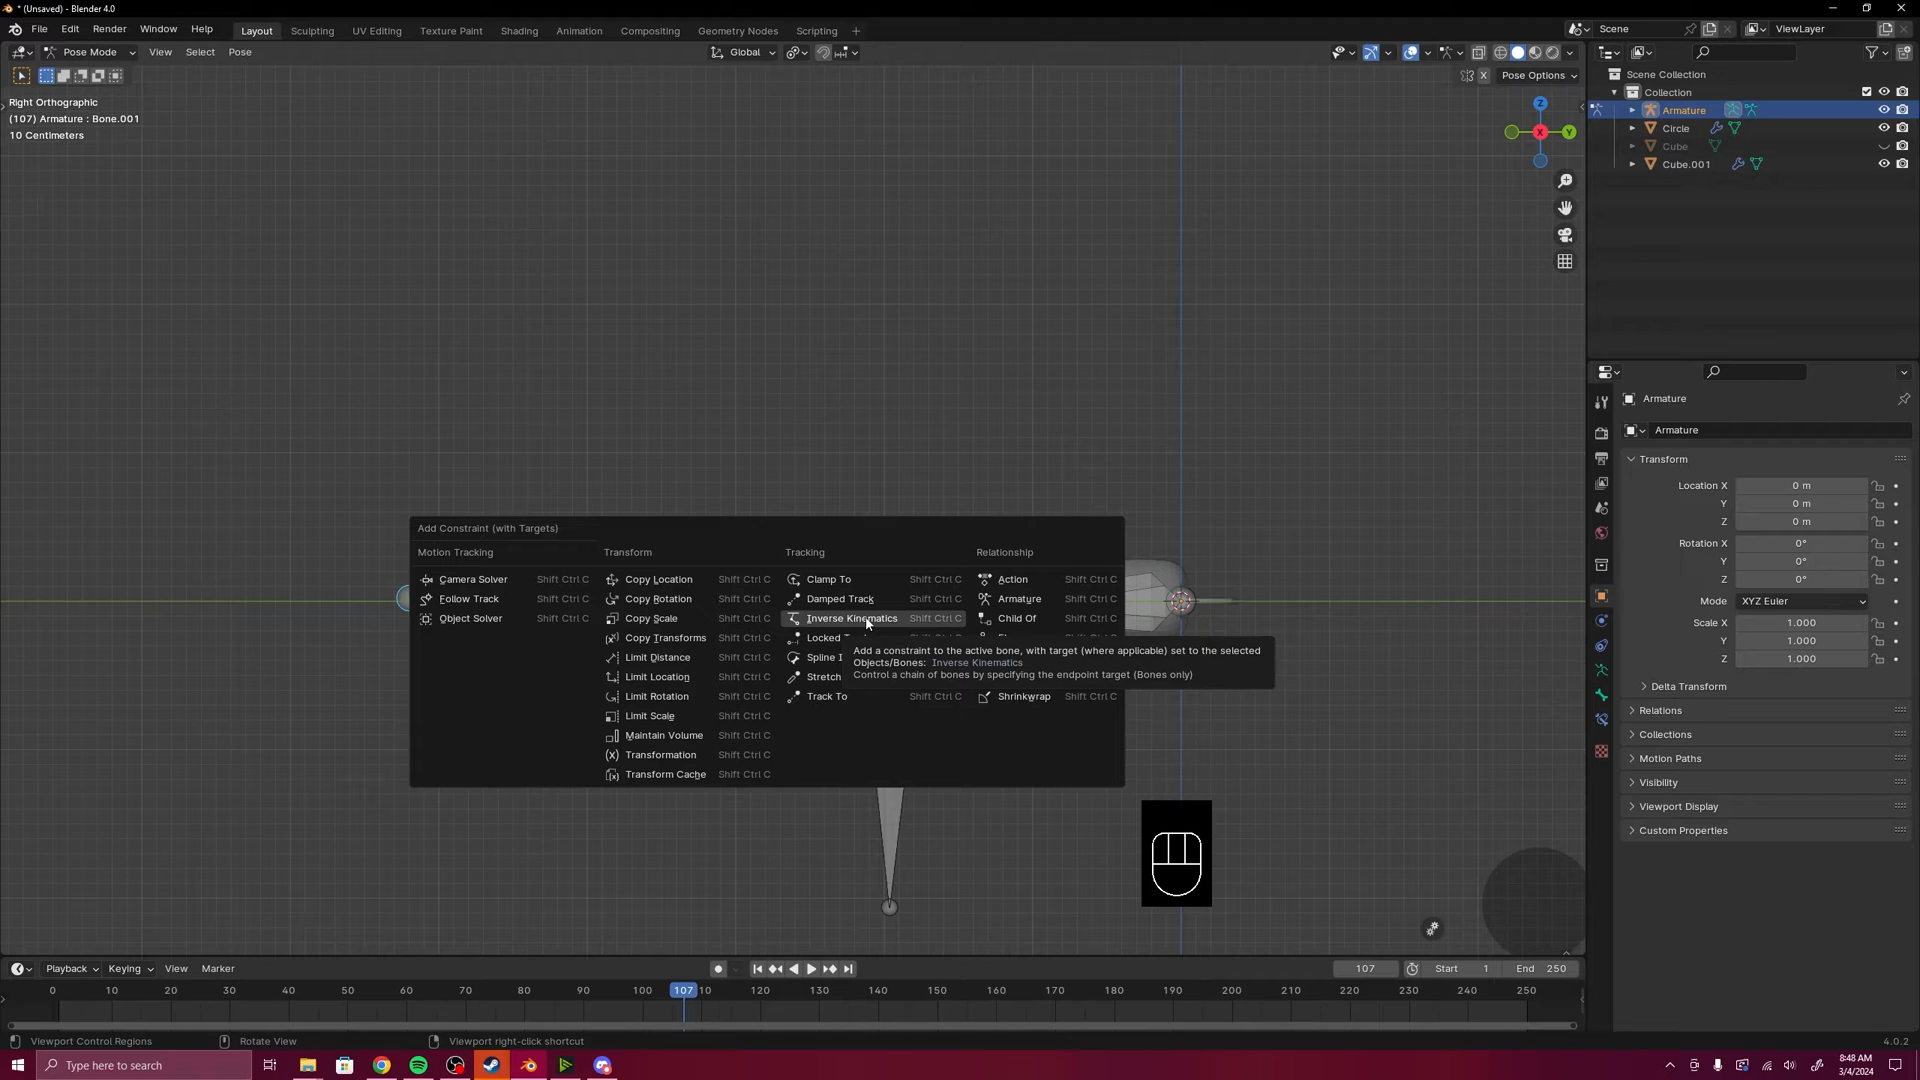 * (Unsaved) - Blender 4.0
File Edit Render Window Help Layout Sculpting UV Editing Texture Paint Shading Animation Compositing Geometry Nodes Scripting + Scene ViewLayer
Pose Mode View Select Pose Global
X Pose Options
Right Orthographic
(107) Armature : Bone.001
10 Centimeters
Z
X
Y
Scene Collection
Collection
Armature
Circle
Cube
Cube.001
Add Constraint (with Targets)
Motion Tracking
Camera Solver Shift Ctrl C
Follow Track Shift Ctrl C
Object Solver Shift Ctrl C
Transform
Copy Location Shift Ctrl C
Copy Rotation Shift Ctrl C
Copy Scale Shift Ctrl C
Copy Transforms Shift Ctrl C
Limit Distance Shift Ctrl C
Limit Location Shift Ctrl C
Limit Rotation Shift Ctrl C
Limit Scale Shift Ctrl C
Maintain Volume Shift Ctrl C
Transformation Shift Ctrl C
Transform Cache Shift Ctrl C
Tracking
Clamp To Shift Ctrl C
Damped Track Shift Ctrl C
Inverse Kinematics Shift Ctrl C
Locked
Spline
Stretch
Track To Shift Ctrl C
Relationship
Action Shift Ctrl C
Armature Shift Ctrl C
Child Of Shift Ctrl C
Shrinkwrap Shift Ctrl C
Add a constraint to the active bone, with target (where applicable) set to the selected
Objects/Bones: Inverse Kinematics
Control a chain of bones by specifying the endpoint target (Bones only)
Armature
Armature
Transform
Location X 0 m
Y 0 m
Z 0 m
Rotation X 0°
Y 0°
Z 0°
Mode XYZ Euler
Scale X 1.000
Y 1.000
Z 1.000
Delta Transform
Relations
Collections
Motion Paths
Visibility
Viewport Display
Custom Properties
Playback Keying View Marker 107 Start 1 End 250
0 10 20 30 40 50 60 70 80 90 107 10 120 130 140 150 160 170 180 190 200 210 220 230 240 250
Viewport Control Regions Rotate View Viewport right-click shortcut 4.0.2
Type here to search
8:48 AM
3/4/2024